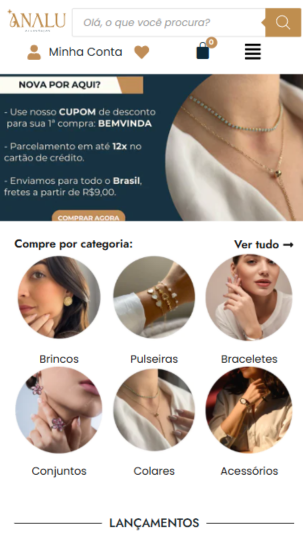 ANALU
Olá, o que você procura?
Minha Conta
0
NOVA POR AQUI?
- Use nosso CUPOM de desconto
para sua 1ª compra: BEMVINDA
- Parcelamento em até 12x no
cartão de crédito.
- Enviamos para todo o Brasil,
fretes a partir de R$9,00.
COMPRAR AGORA
Compre por categoria:
Ver tudo
Brincos
Pulseiras
Braceletes
Conjuntos
Colares
Acessórios
LANÇAMENTOS